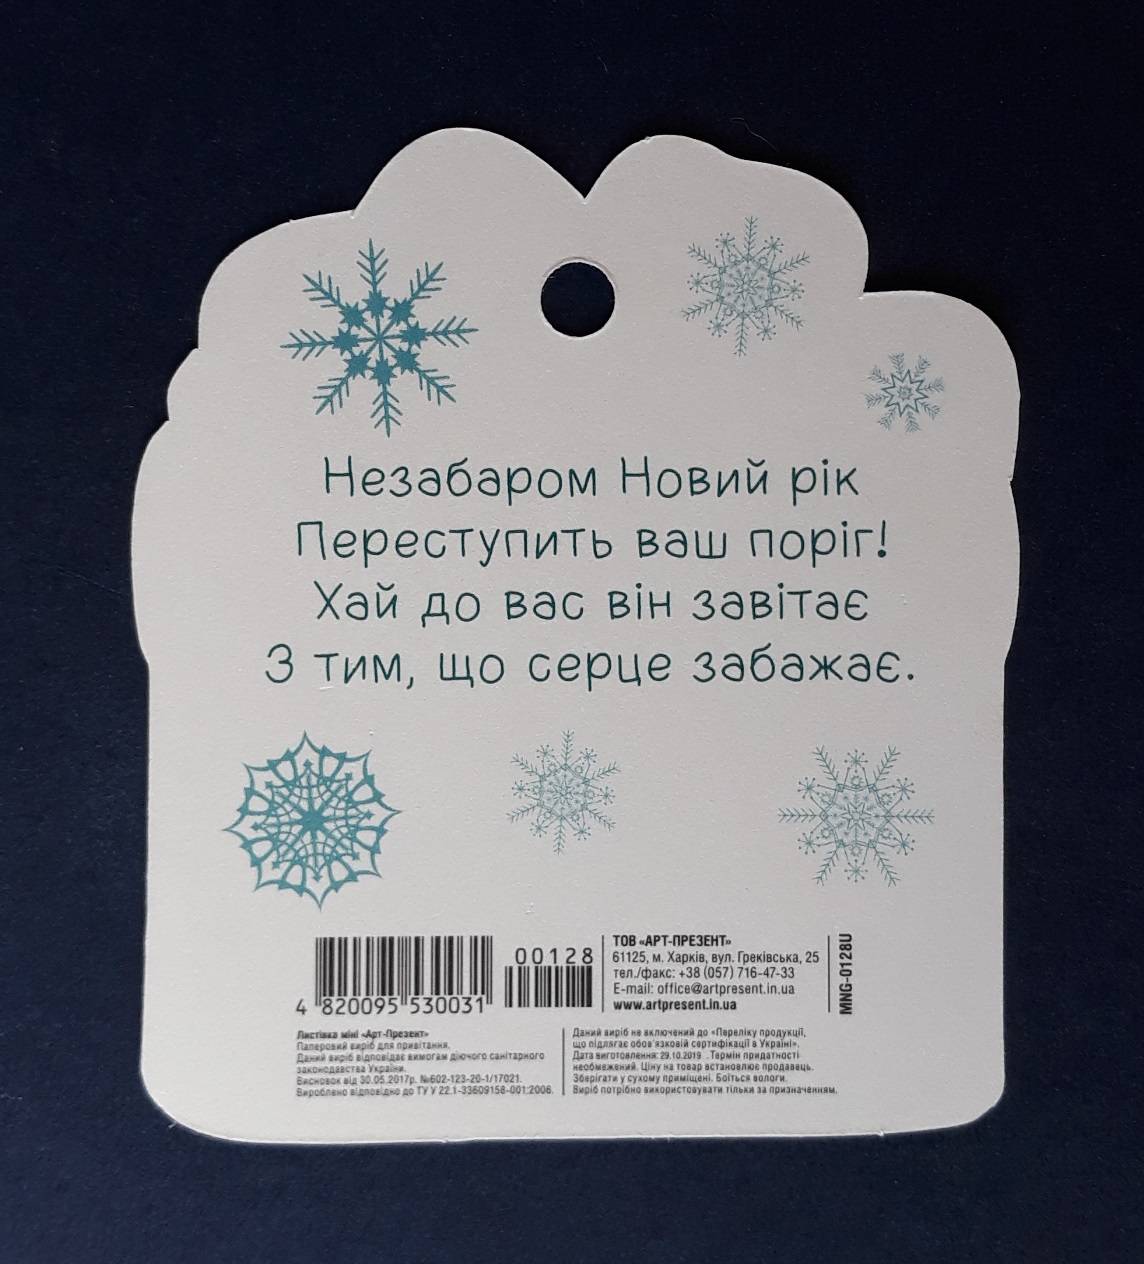 Незабаром Новий рік
Переступить ваш поріг!
Хай до вас він завітає
З тим, що серце забажає.
4 820095 530031
00128
ТОВ «АРТ-ПРЕЗЕНТ»
61125, м. Харків, вул. Греківська, 25
тел./факс: +38 (057) 716-47-33
E-mail: office@artpresent.in.ua
www.artpresent.in.ua
MNG-0128U
Листівка міні «Арт-Презент»
Паперовий виріб для привітання.
Даний виріб відповідає вимогам діючого санітарного
законодавства України.
Висновок від 30.05.2017р. №602-123-20-1/17021.
Вироблено відповідно до ТУ У 22.1-33609158-001:2006.
Даний виріб не включений до «Переліку продукції,
що підлягає обов'язковій сертифікації в Україні».
Дата виготовлення: 29.10.2019 . Термін придатності
необмежений. Ціну на товар встановлює продавець.
Зберігати у сухому приміщені. Боїться вологи.
Виріб потрібно використовувати тільки за призначенням.